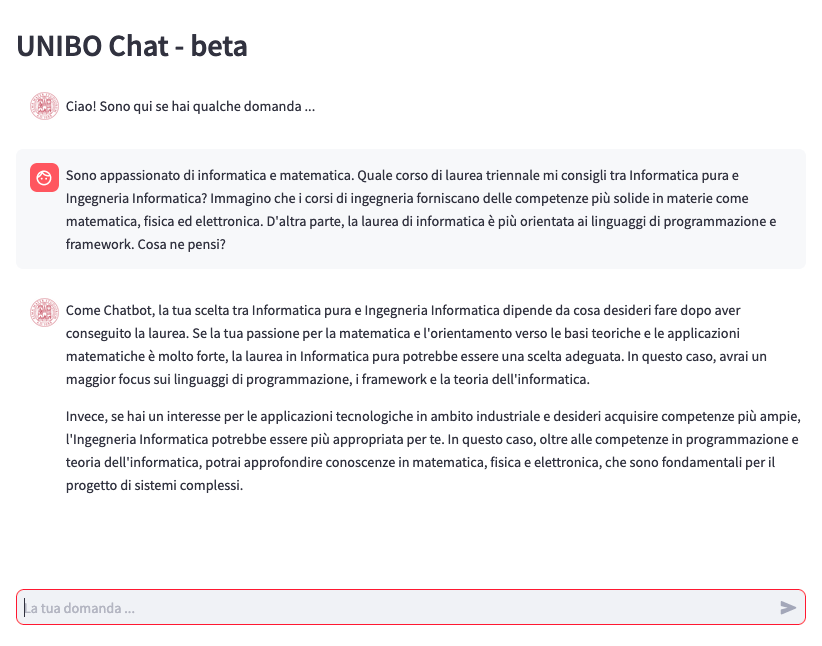 UNIBO Chat - beta
Ciao! Sono qui se hai qualche domanda ...
Sono appassionato di informatica e matematica. Quale corso di laurea triennale mi consigli tra Informatica pura e
Ingegneria Informatica? Immagino che i corsi di ingegneria forniscano delle competenze più solide in materie come
matematica, fisica ed elettronica. D'altra parte, la laurea di informatica è più orientata ai linguaggi di programmazione e
framework. Cosa ne pensi?
Come Chatbot, la tua scelta tra Informatica pura e Ingegneria Informatica dipende da cosa desideri fare dopo aver
conseguito la laurea. Se la tua passione per la matematica e l'orientamento verso le basi teoriche e le applicazioni
matematiche è molto forte, la laurea in Informatica pura potrebbe essere una scelta adeguata. In questo caso, avrai un
maggior focus sui linguaggi di programmazione, i framework e la teoria dell'informatica.
Invece, se hai un interesse per le applicazioni tecnologiche in ambito industriale e desideri acquisire competenze più ampie,
l'Ingegneria Informatica potrebbe essere più appropriata per te. In questo caso, oltre alle competenze in programmazione e
teoria dell'informatica, potrai approfondire conoscenze in matematica, fisica e elettronica, che sono fondamentali per il
progetto di sistemi complessi.
La tua domanda ...